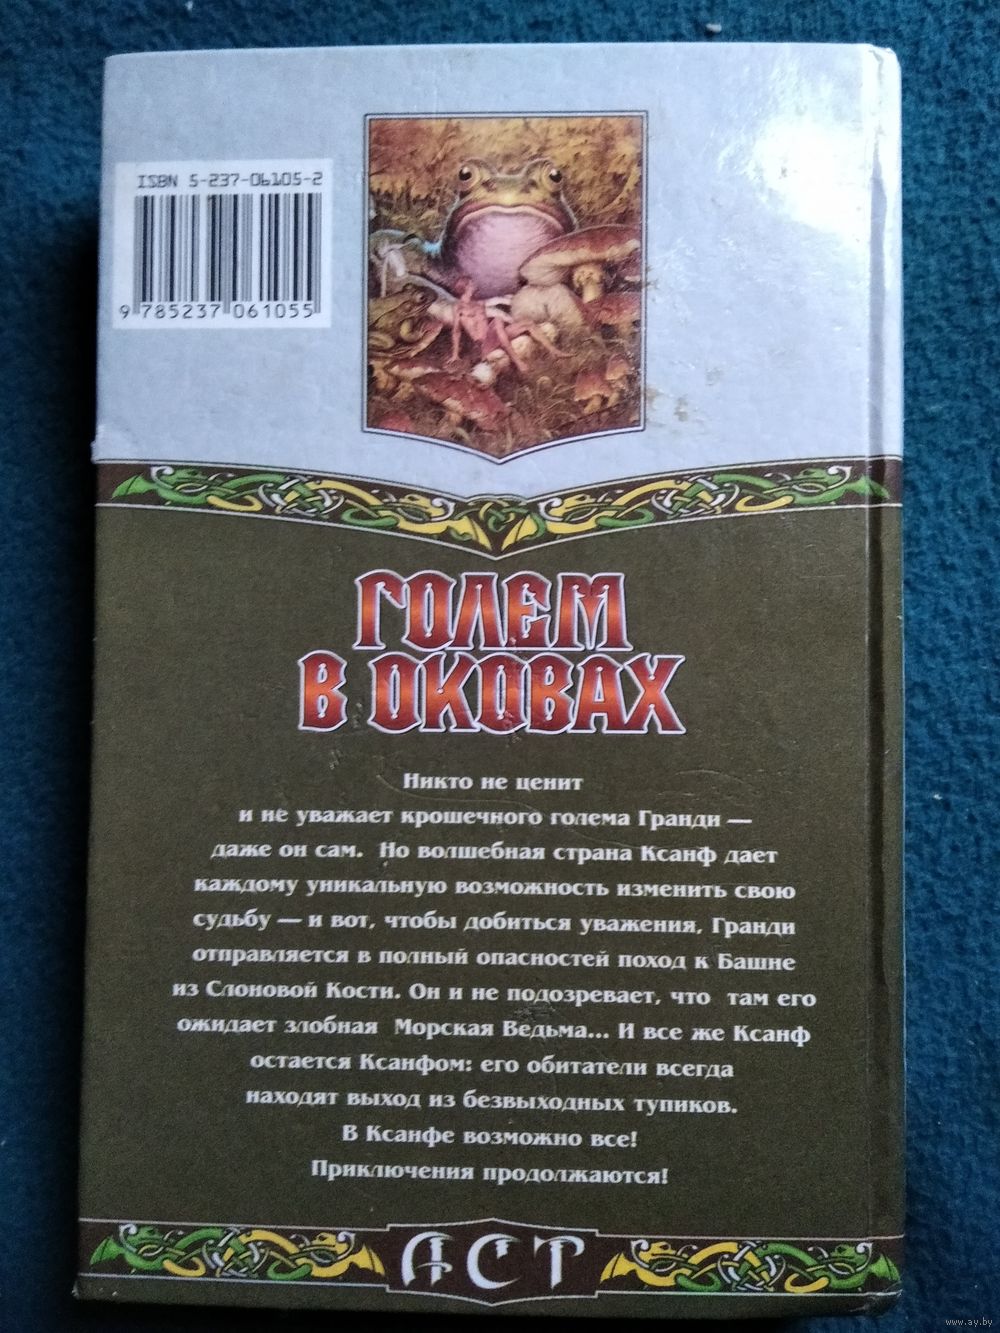 ISBN 5-237-06105-2
9 785237 061055
ГОЛЕМ
В ОКОВАХ
Никто не ценит
и не уважает крошечного голема Гранди —
даже он сам. Но волшебная страна Ксанф дает
каждому уникальную возможность изменить свою
судьбу — и вот, чтобы добиться уважения, Гранди
отправляется в полный опасностей поход к Башне
из Слоновой Кости. Он и не подозревает, что там его
ожидает злобная Морская Ведьма... И все же Ксанф
остается Ксанфом: его обитатели всегда
находят выход из безвыходных тупиков.
В Ксанфе возможно все!
Приключения продолжаются!
АСТ
www.ay.by